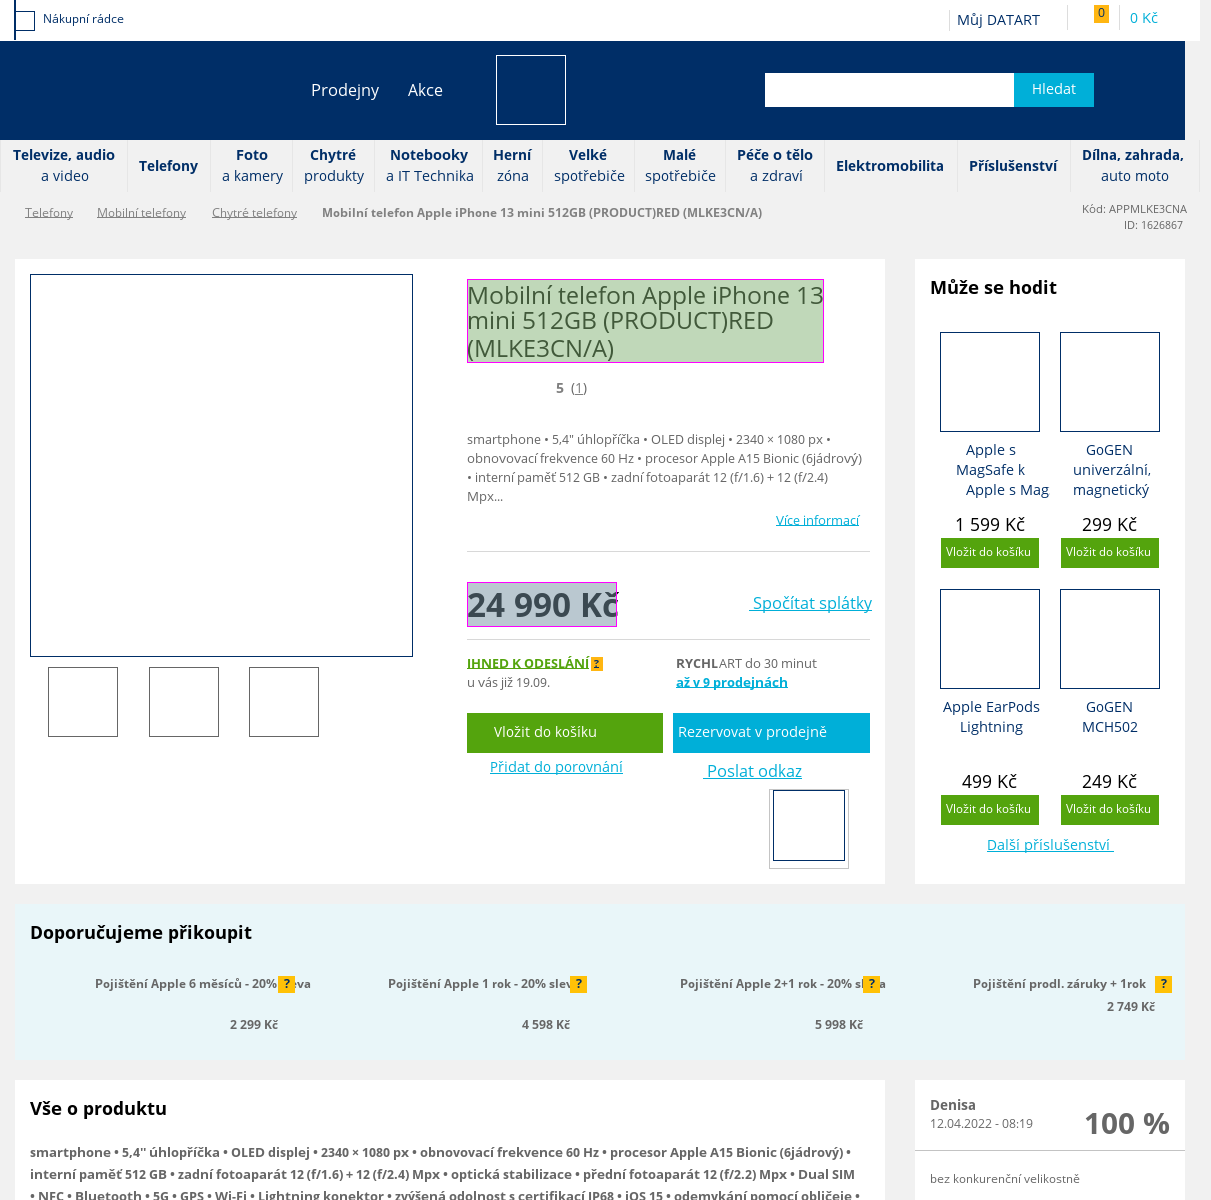 Nákupní rádce
Můj DATART
0
0 Kč
Prodejny
Akce
Hledat
Televize, audio
a video
Telefony
Foto
a kamery
Chytré
produkty
Notebooky
a IT Technika
Herní
zóna
Velké
spotřebiče
Malé
spotřebiče
Péče o tělo
a zdraví
Elektromobilita
Příslušenství
Dílna, zahrada,
auto moto
Telefony
Mobilní telefony
Chytré telefony
Mobilní telefon Apple iPhone 13 mini 512GB (PRODUCT)RED (MLKE3CN/A)
Kód: APPMLKE3CNA
ID: 1626867
Mobilní telefon Apple iPhone 13
mini 512GB (PRODUCT)RED
(MLKE3CN/A)
5 (1)
smartphone • 5,4" úhlopříčka • OLED displej • 2340 × 1080 px •
obnovovací frekvence 60 Hz • procesor Apple A15 Bionic (6jádrový)
• interní paměť 512 GB • zadní fotoaparát 12 (f/1.6) + 12 (f/2.4)
Mpx...
Více informací
24 990 Kč
Spočítat splátky
IHNED K ODESLÁNÍ ?
u vás již 19.09.
RYCHLART do 30 minut
až v 9 prodejnách
Vložit do košíku
Rezervovat v prodejně
Přidat do porovnání
Poslat odkaz
Může se hodit
Apple s
MagSafe k
Apple s Mag
1 599 Kč
Vložit do košíku
GoGEN
univerzální,
magnetický
299 Kč
Vložit do košíku
Apple EarPods
Lightning
499 Kč
Vložit do košíku
GoGEN
MCH502
249 Kč
Vložit do košíku
Další příslušenství
Doporučujeme přikoupit
Pojištění Apple 6 měsíců - 20% ?
2 299 Kč
Pojištění Apple 1 rok - 20% ?
4 598 Kč
Pojištění Apple 2+1 rok - 20% ?
5 998 Kč
Pojištění prodl. záruky + 1rok ?
2 749 Kč
Vše o produktu
smartphone • 5,4'' úhlopříčka • OLED displej • 2340 × 1080 px • obnovovací frekvence 60 Hz • procesor Apple A15 Bionic (6jádrový) •
interní paměť 512 GB • zadní fotoaparát 12 (f/1.6) + 12 (f/2.4) Mpx • optická stabilizace • přední fotoaparát 12 (f/2.2) Mpx • Dual SIM
• NFC • Bluetooth • 5G • GPS • Wi-Fi • Lightning konektor • zvýšená odolnost s certifikací IP68 • iOS 15 • odemykání pomocí obličeje •
Denisa
12.04.2022 - 08:19
100 %
bez konkurenční velikostně